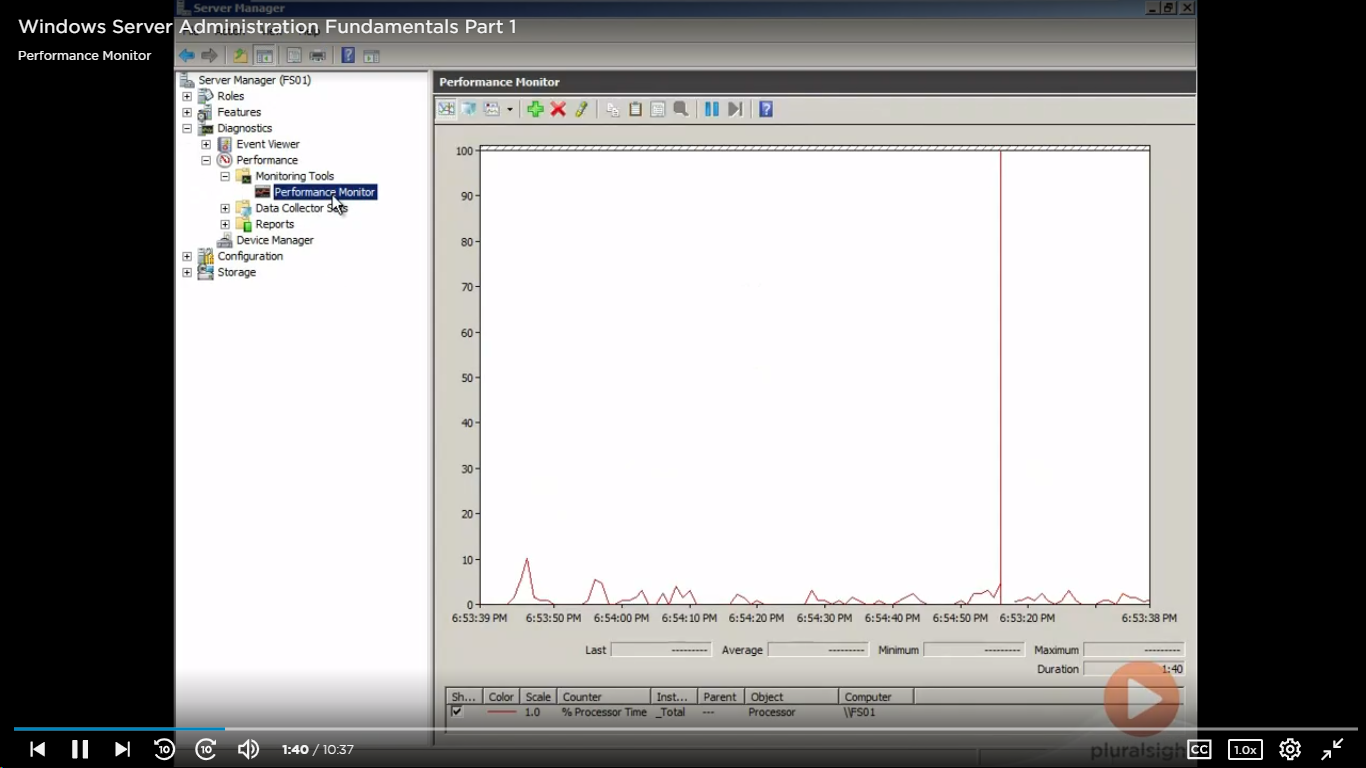 Server Manager
Windows Server Administration Fundamentals Part 1
Performance Monitor
Server Manager (FS01)
Roles
Features
Diagnostics
Event Viewer
Performance
Monitoring Tools
Performance Monitor
Data Collector Sets
Reports
Device Manager
Configuration
Storage
Performance Monitor
100
90
80
70
60
50
40
30
20
10
0
6:53:39 PM 6:53:50 PM 6:54:00 PM 6:54:10 PM 6:54:20 PM 6:54:30 PM 6:54:40 PM 6:54:50 PM 6:53:20 PM 6:53:38 PM
Last --------- Average --------- Minimum --------- Maximum ---------
Duration 1:40
Sh... Color Scale Counter Inst... Parent Object Computer
1.0 % Processor Time _Total --- Processor \\FS01
10 10 1:40 / 10:37 pluralsigh CC 1.0x